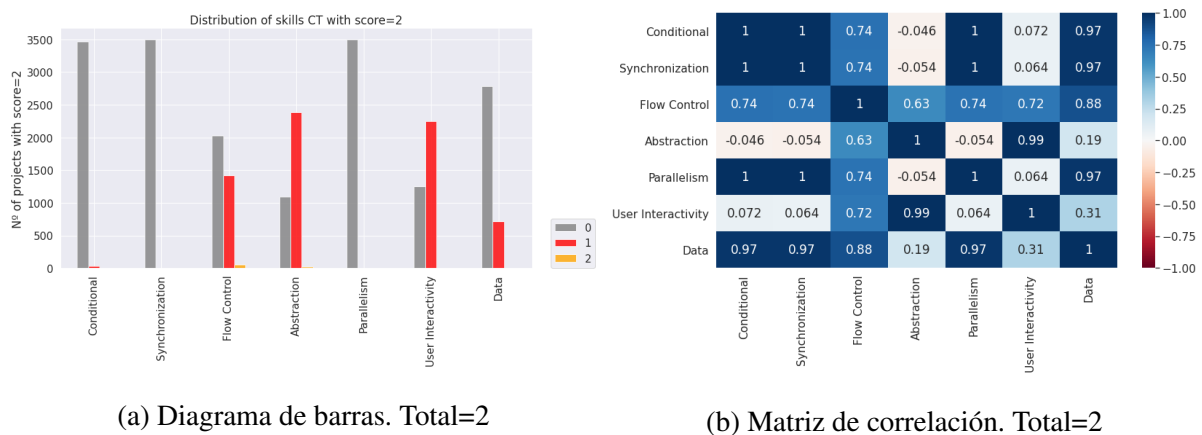 Distribution of skills CT with score=2
Nº of projects with score=2
3500
3000
2500
2000
1500
1000
500
0
Conditional
Synchronization
Flow Control
Abstraction
Parallelism
User Interactivity
Data
0
1
2
(a) Diagrama de barras. Total=2
Conditional 1 1 0.74 -0.046 1 0.072 0.97
Synchronization 1 1 0.74 -0.054 1 0.064 0.97
Flow Control 0.74 0.74 1 0.63 0.74 0.72 0.88
Abstraction -0.046 -0.054 0.63 1 -0.054 0.99 0.19
Parallelism 1 1 0.74 -0.054 1 0.064 0.97
User Interactivity 0.072 0.064 0.72 0.99 0.064 1 0.31
Data 0.97 0.97 0.88 0.19 0.97 0.31 1
Conditional
Synchronization
Flow Control
Abstraction
Parallelism
User Interactivity
Data
1.00
0.75
0.50
0.25
0.00
−0.25
−0.50
−0.75
−1.00
(b) Matriz de correlación. Total=2